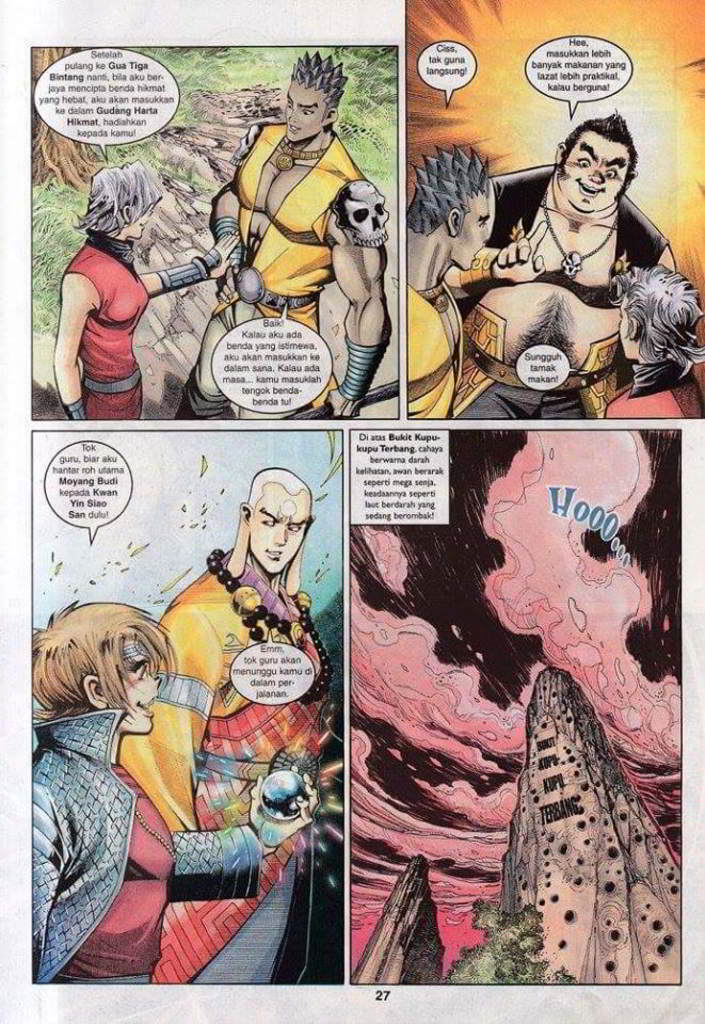 Setelah
pulang ke Gua Tiga
Bintang nanti, bila aku ber-
jaya mencipta benda hikmat
yang hebat, aku akan masukkan
ke dalam Gudang Harta
Hikmat, hadiahkan
kepada kamu!
Baik!
Kalau aku ada
benda yang istimewa,
aku akan masukkan ke
dalam sana. Kalau ada
masa... kamu masuklah
tengok benda-
benda tu!
Ciss,
tak guna
langsung!
Hee,
masukkan lebih
banyak makanan yang
lazat lebih praktikal,
kalau berguna!
Sungguh
tamak
makan!
Tok
guru, biar aku
hantar roh utama
Moyang Budi
kepada Kwan
Yin Siao
San dulu!
Emm,
tok guru akan
menunggu kamu di
dalam per-
jalanan.
Di atas Bukit Kupu-
kupu Terbang, cahaya
berwarna darah
kelihatan, awan berarak
seperti mega senja,
keadaannya seperti
laut berdarah yang
sedang berombak!
HOOO...
BUKIT
KUPU-
KUPU
TERBANG
27